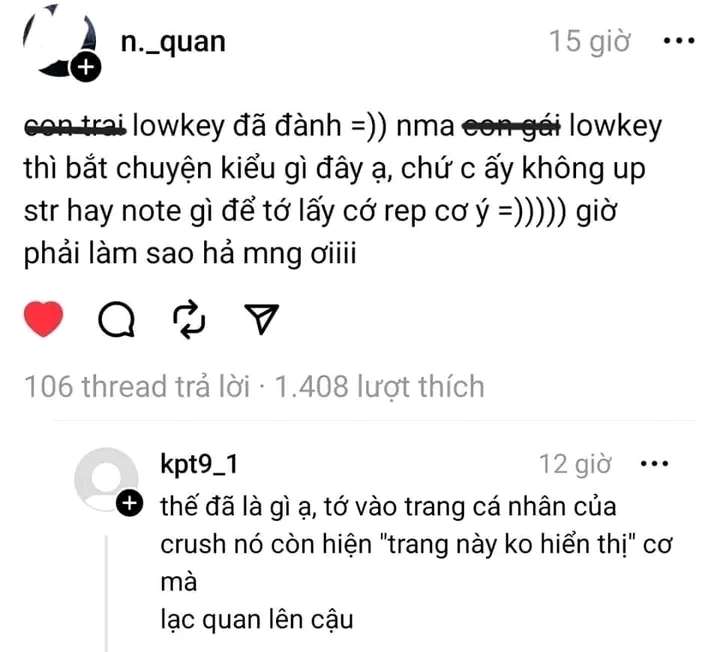 n._quan
15 giờ
con trai lowkey đã đành =)) nma con gái lowkey
thì bắt chuyện kiểu gì đây ạ, chứ c ấy không up
str hay note gì để tớ lấy cớ rep cơ ý =))))) giờ
phải làm sao hả mng ơiiii
106 thread trả lời · 1.408 lượt thích
kpt9_1
12 giờ
thế đã là gì ạ, tớ vào trang cá nhân của
crush nó còn hiện "trang này ko hiển thị" cơ
mà
lạc quan lên cậu